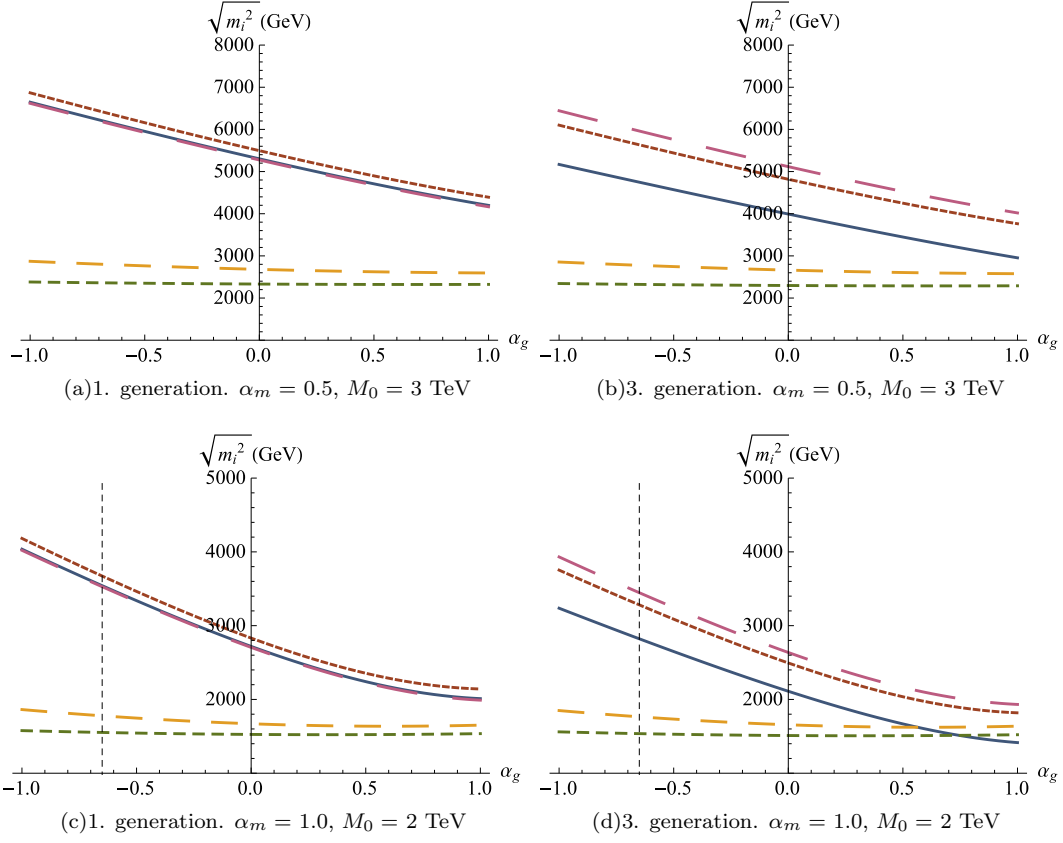 √mᵢ² (GeV)
8000
7000
6000
5000
4000
3000
2000
−1.0 −0.5 0.0 0.5 1.0 α_g
(a)1. generation. α_m = 0.5, M_0 = 3 TeV
√mᵢ² (GeV)
8000
7000
6000
5000
4000
3000
2000
−1.0 −0.5 0.0 0.5 1.0 α_g
(b)3. generation. α_m = 0.5, M_0 = 3 TeV
√mᵢ² (GeV)
5000
4000
3000
2000
−1.0 −0.5 0.0 0.5 1.0 α_g
(c)1. generation. α_m = 1.0, M_0 = 2 TeV
√mᵢ² (GeV)
5000
4000
3000
2000
−1.0 −0.5 0.0 0.5 1.0 α_g
(d)3. generation. α_m = 1.0, M_0 = 2 TeV